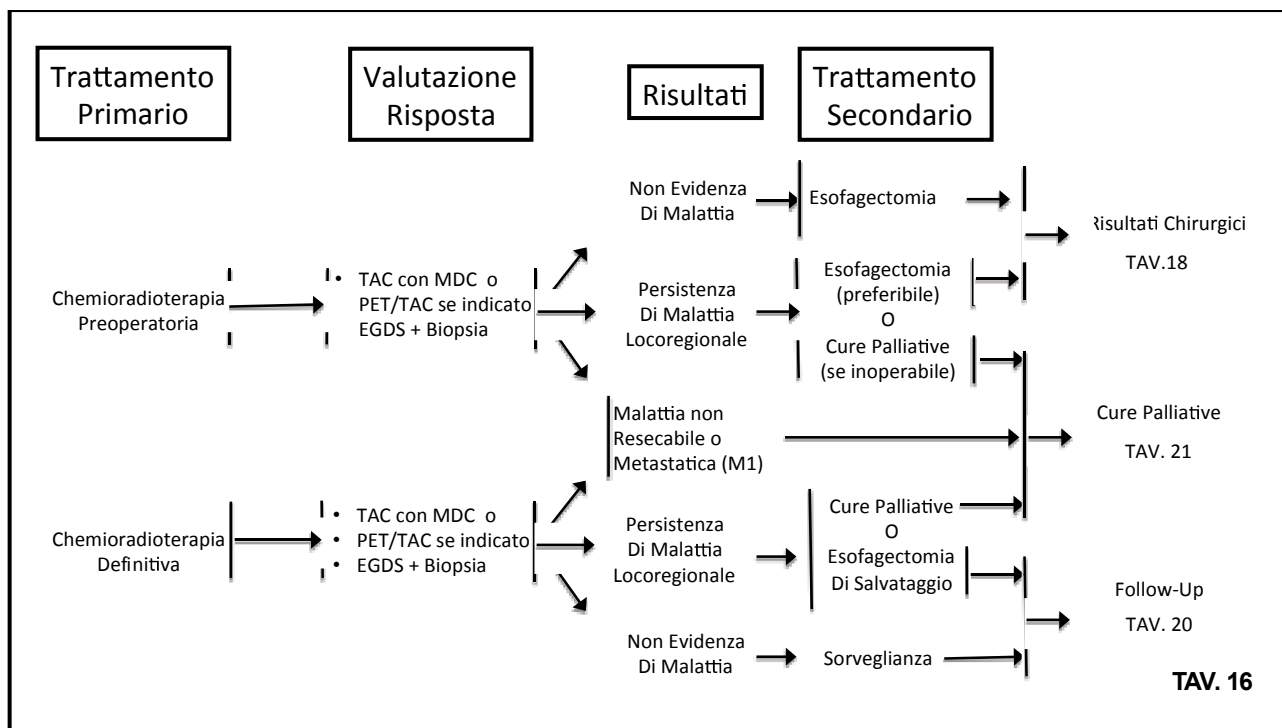 Trattamento
Primario
Valutazione
Risposta
Risultati
Trattamento
Secondario
Chemioradioterapia
Preoperatoria
• TAC con MDC o
PET/TAC se indicato
EGDS + Biopsia
Non Evidenza
Di Malattia
Esofagectomia
Risultati Chirurgici
TAV.18
Persistenza
Di Malattia
Locoregionale
Esofagectomia
(preferibile)
O
Cure Palliative
(se inoperabile)
Malattia non
Resecabile o
Metastatica (M1)
Cure Palliative
TAV. 21
Chemioradioterapia
Definitiva
• TAC con MDC o
• PET/TAC se indicato
• EGDS + Biopsia
Persistenza
Di Malattia
Locoregionale
Cure Palliative
O
Esofagectomia
Di Salvataggio
Follow-Up
TAV. 20
Non Evidenza
Di Malattia
Sorveglianza
TAV. 16